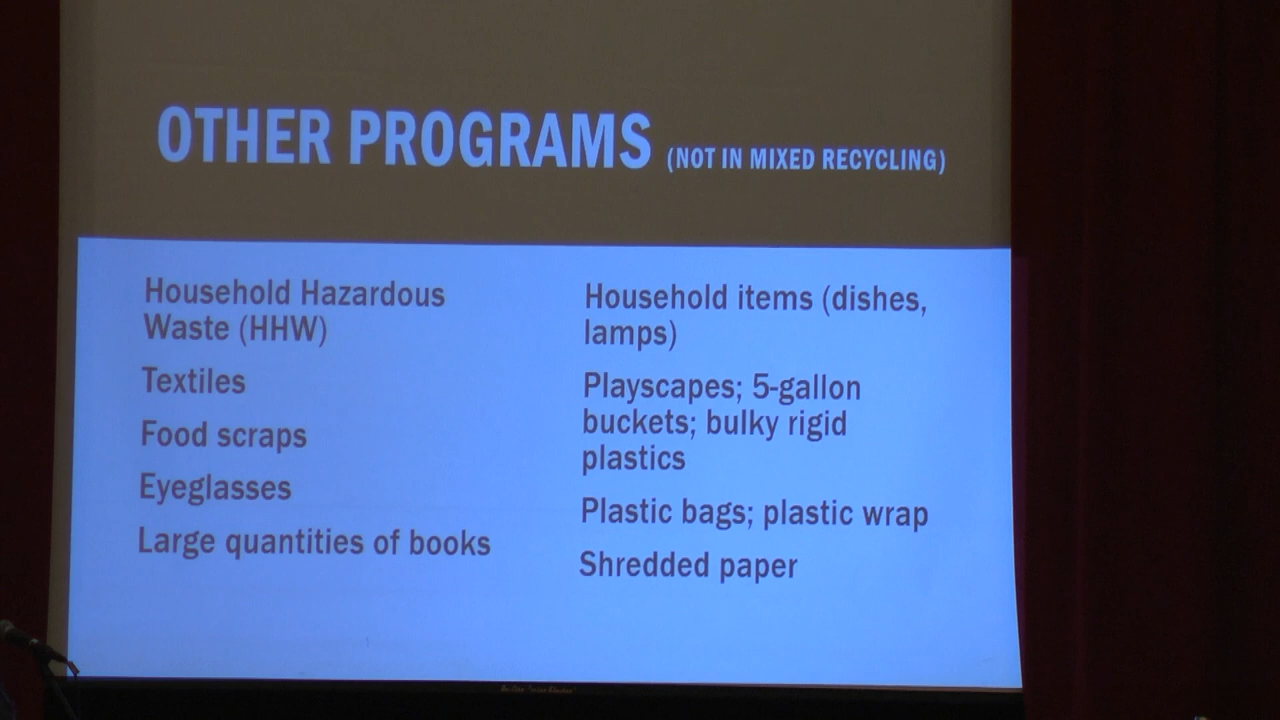 OTHER PROGRAMS (NOT IN MIXED RECYCLING)
Household Hazardous
Waste (HHW)
Textiles
Food scraps
Eyeglasses
Large quantities of books
Household items (dishes,
lamps)
Playscapes; 5-gallon
buckets; bulky rigid
plastics
Plastic bags; plastic wrap
Shredded paper